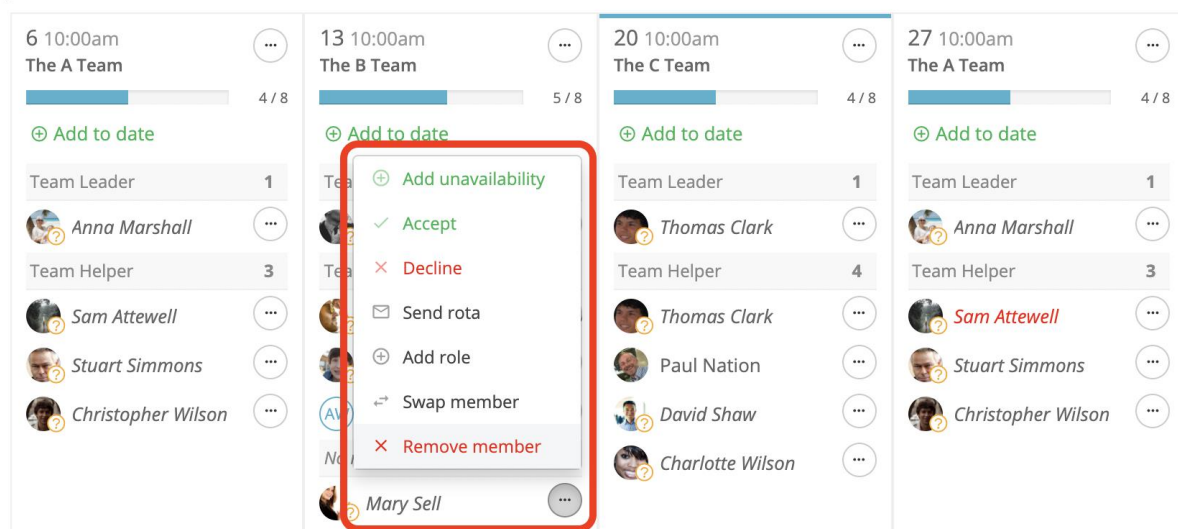 6 10:00am
The A Team
4 / 8
Add to date
Team Leader 1
Anna Marshall
Team Helper 3
Sam Attewell
Stuart Simmons
Christopher Wilson
13 10:00am
The B Team
5 / 8
Add to date
Add unavailability
Accept
Decline
Send rota
Add role
Swap member
Remove member
AW
Mary Sell
20 10:00am
The C Team
4 / 8
Add to date
Team Leader 1
Thomas Clark
Team Helper 4
Thomas Clark
Paul Nation
David Shaw
Charlotte Wilson
27 10:00am
The A Team
4 / 8
Add to date
Team Leader 1
Anna Marshall
Team Helper 3
Sam Attewell
Stuart Simmons
Christopher Wilson